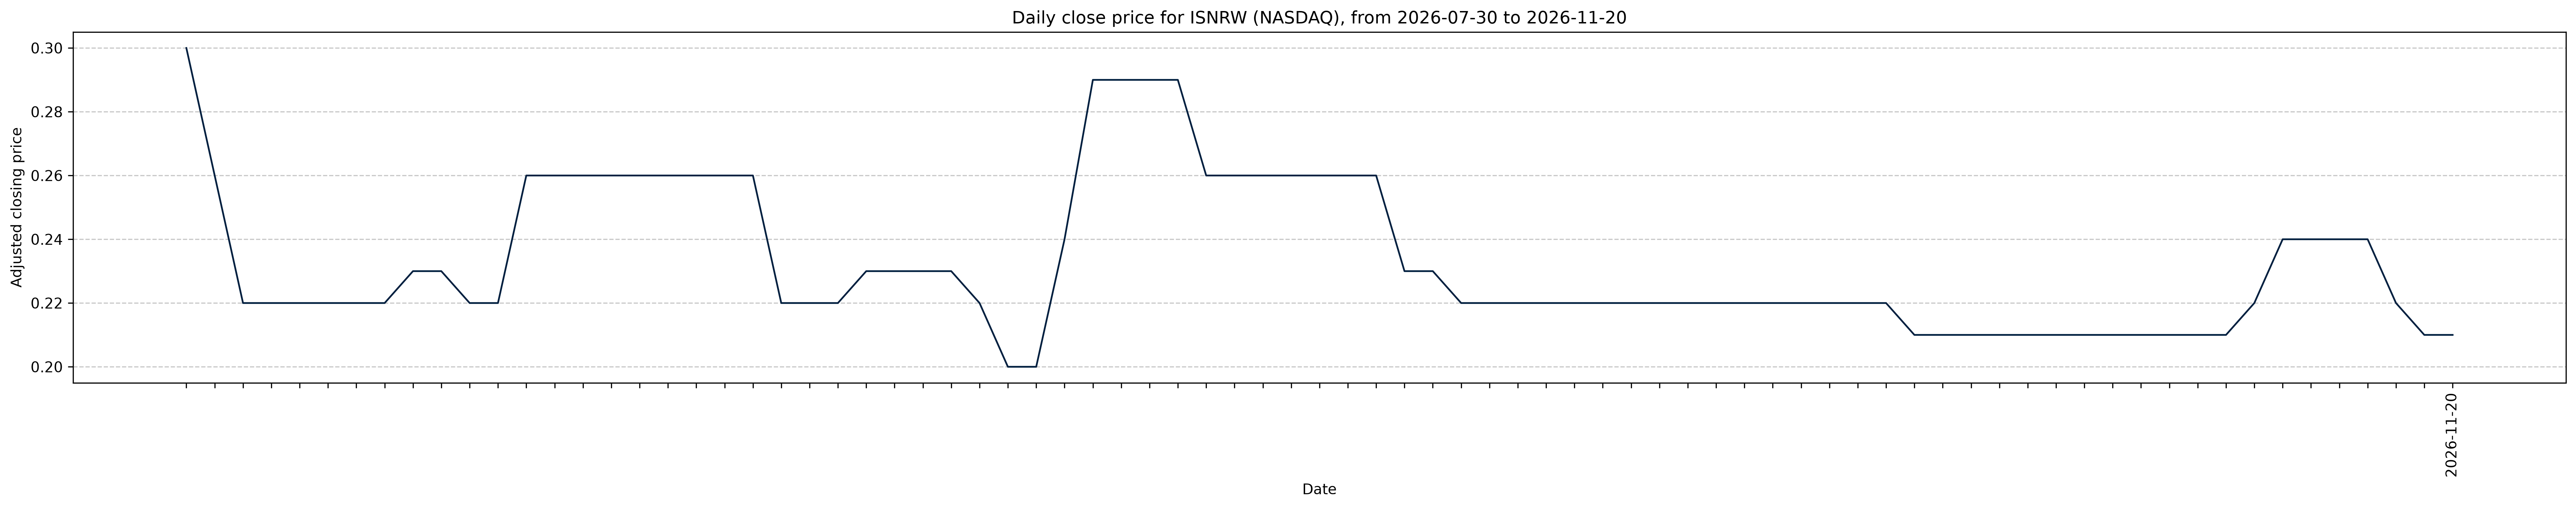 Daily close price for ISNRW (NASDAQ), from 2026-07-30 to 2026-11-20
Adjusted closing price
0.30
0.28
0.26
0.24
0.22
0.20
2026-11-20
Date